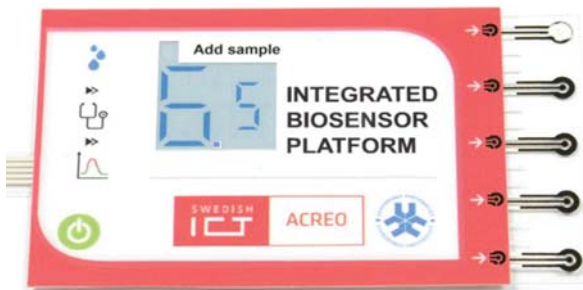 Add sample
6.5
INTEGRATED
BIOSENSOR
PLATFORM
SWEDISH
ICT
ACREO